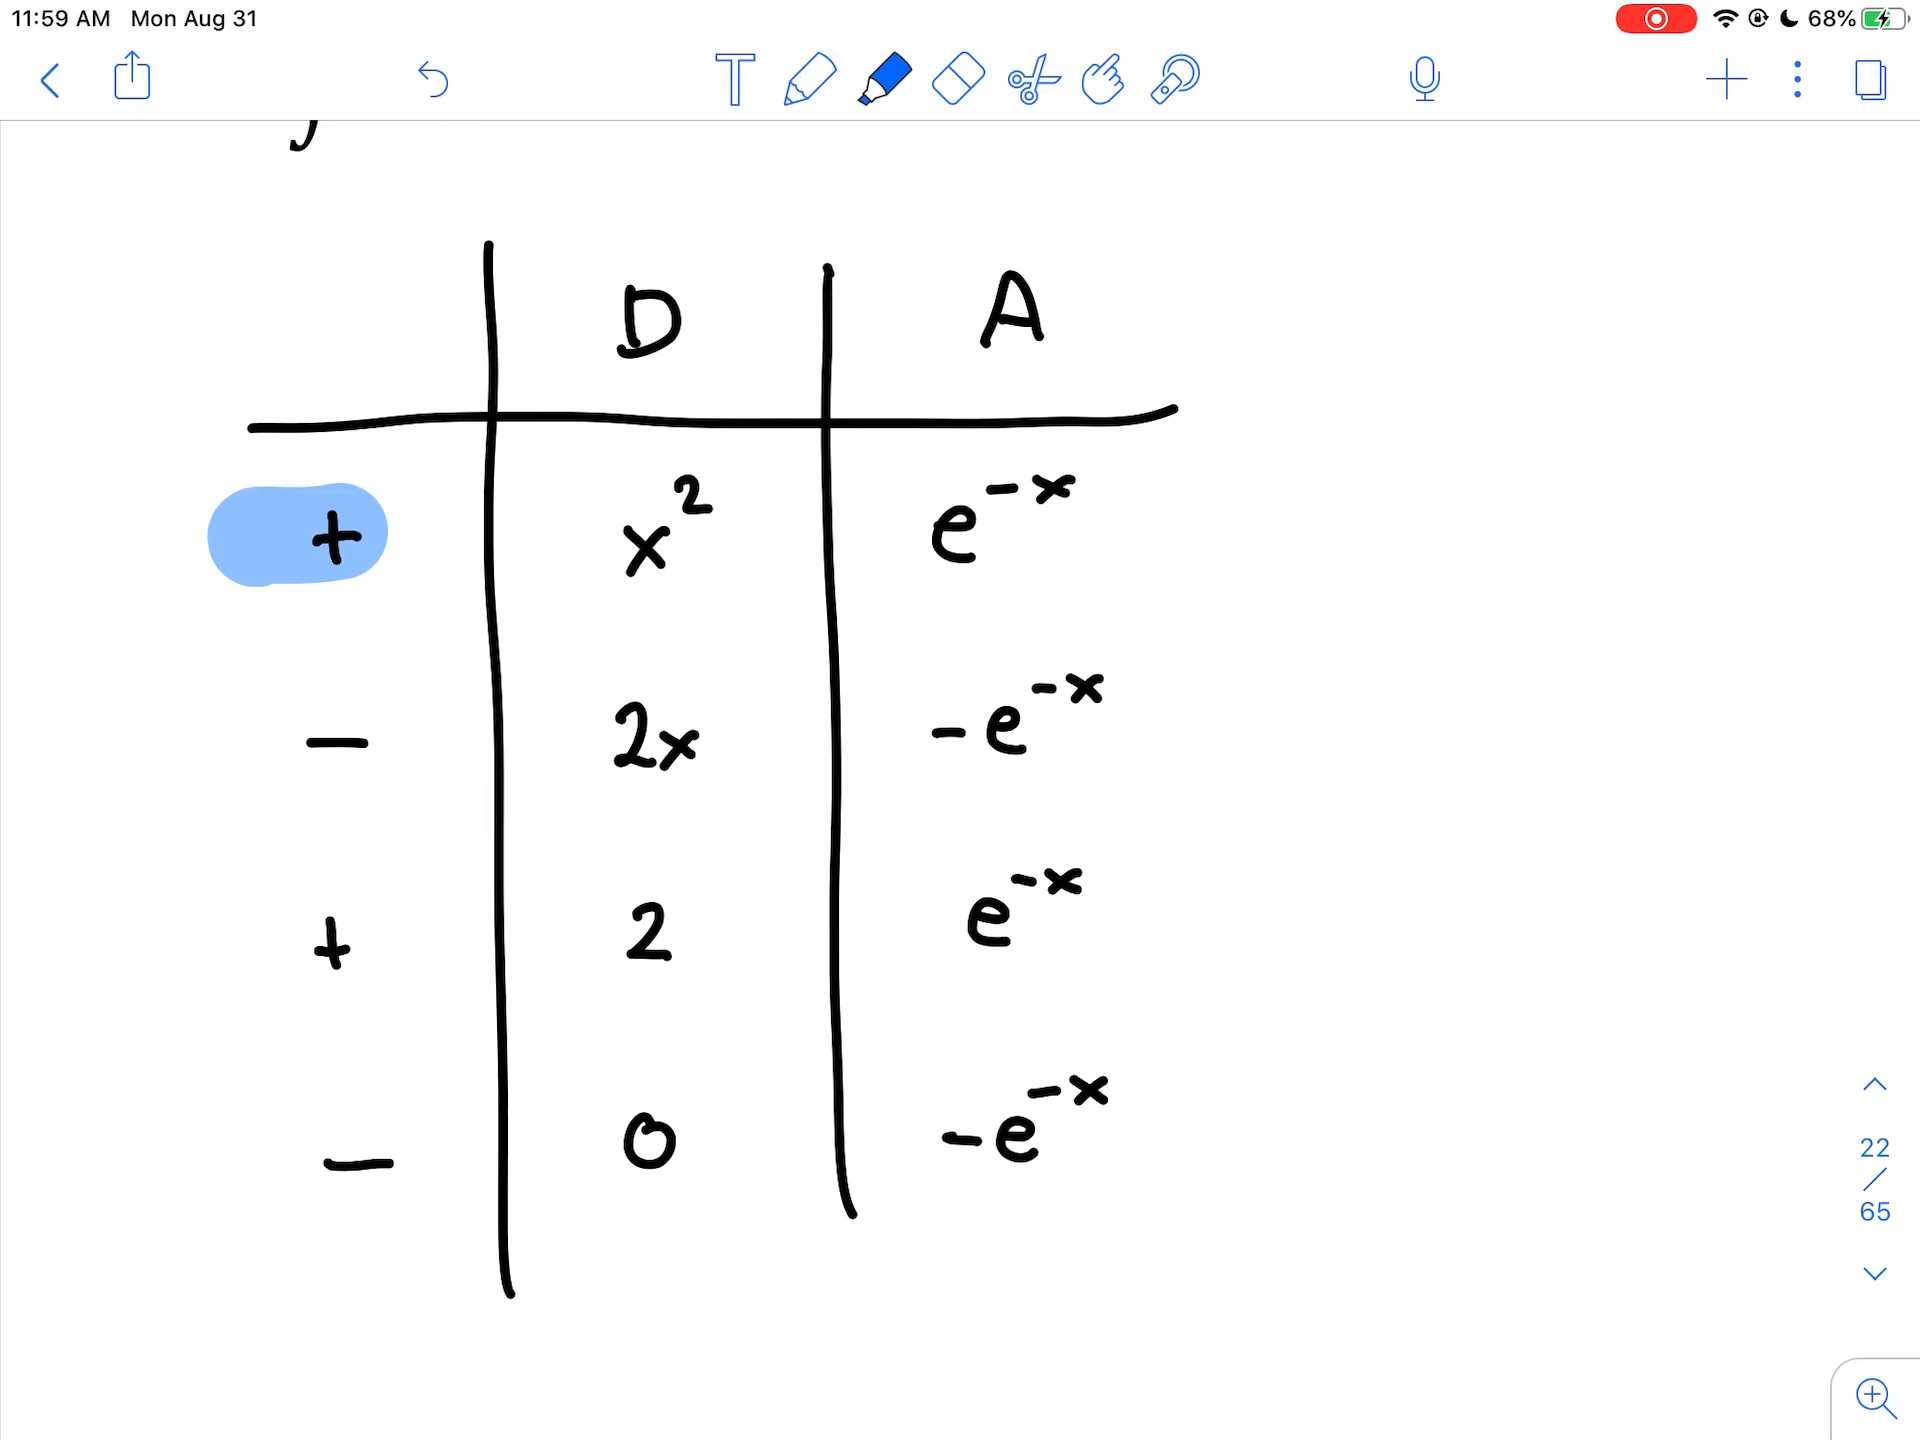 11:59 AM Mon Aug 31 68%
T
D A
+ x² e^{-x}
- 2x -e^{-x}
+ 2 e^{-x}
- 0 -e^{-x}
22
/
65